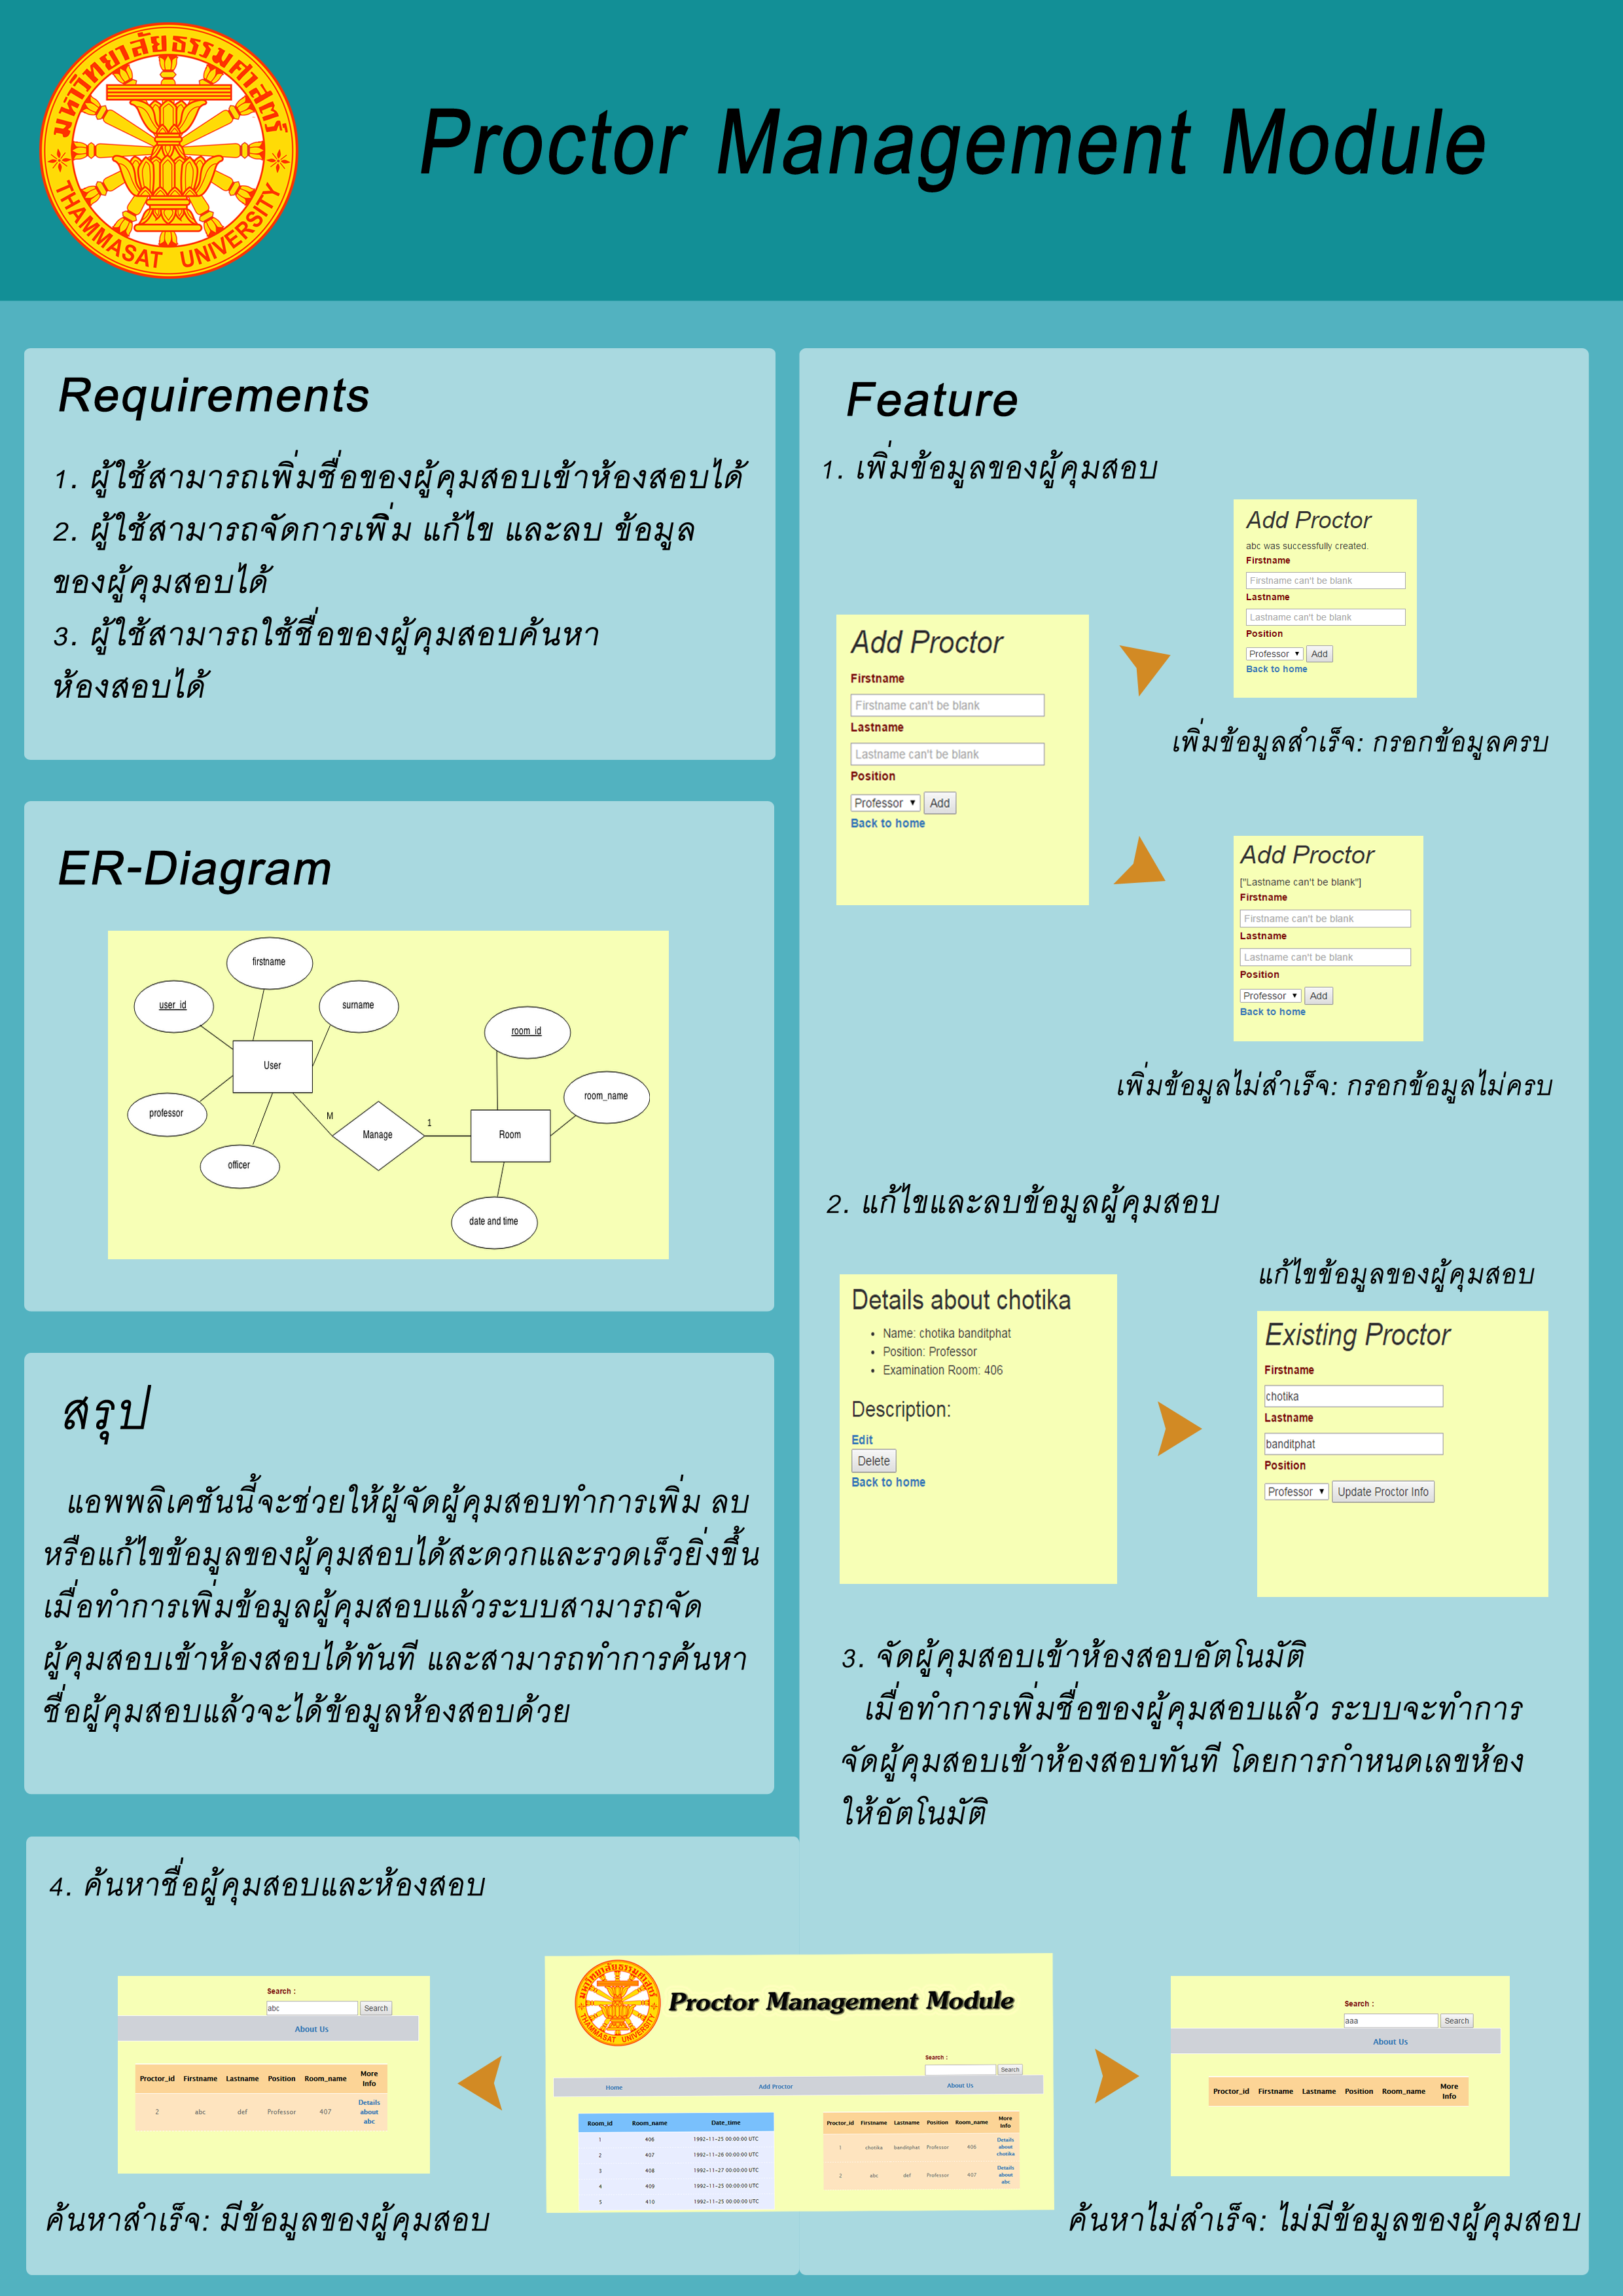 มหาวิทยาลัยธรรมศาสตร์
THAMMASAT UNIVERSITY
Proctor Management Module
Requirements
1. ผู้ใช้สามารถเพิ่มชื่อของผู้คุมสอบเข้าห้องสอบได้
2. ผู้ใช้สามารถจัดการเพิ่ม แก้ไข และลบ ข้อมูล
ของผู้คุมสอบได้
3. ผู้ใช้สามารถใช้ชื่อของผู้คุมสอบค้นหา
ห้องสอบได้
ER-Diagram
firstname
user_id
surname
User
professor
officer
M
Manage
1
room_id
room_name
Room
date and time
สรุป
แอพพลิเคชันนี้จะช่วยให้ผู้จัดผู้คุมสอบทำการเพิ่ม ลบ
หรือแก้ไขข้อมูลของผู้คุมสอบได้สะดวกและรวดเร็วยิ่งขึ้น
เมื่อทำการเพิ่มข้อมูลผู้คุมสอบแล้วระบบสามารถจัด
ผู้คุมสอบเข้าห้องสอบได้ทันที และสามารถทำการค้นหา
ชื่อผู้คุมสอบแล้วจะได้ข้อมูลห้องสอบด้วย
Feature
1. เพิ่มข้อมูลของผู้คุมสอบ
Add Proctor
Firstname
Firstname can't be blank
Lastname
Lastname can't be blank
Position
Professor Add
Back to home
Add Proctor
abc was successfully created.
Firstname
Firstname can't be blank
Lastname
Lastname can't be blank
Position
Professor Add
Back to home
เพิ่มข้อมูลสำเร็จ: กรอกข้อมูลครบ
Add Proctor
["Lastname can't be blank"]
Firstname
Firstname can't be blank
Lastname
Lastname can't be blank
Position
Professor Add
Back to home
เพิ่มข้อมูลไม่สำเร็จ: กรอกข้อมูลไม่ครบ
2. แก้ไขและลบข้อมูลผู้คุมสอบ
Details about chotika
• Name: chotika banditphat
• Position: Professor
• Examination Room: 406
Description:
Edit
Delete
Back to home
แก้ไขข้อมูลของผู้คุมสอบ
Existing Proctor
Firstname
chotika
Lastname
banditphat
Position
Professor Update Proctor Info
3. จัดผู้คุมสอบเข้าห้องสอบอัตโนมัติ
เมื่อทำการเพิ่มชื่อของผู้คุมสอบแล้ว ระบบจะทำการ
จัดผู้คุมสอบเข้าห้องสอบทันที โดยการกำหนดเลขห้อง
ให้อัตโนมัติ
4. ค้นหาชื่อผู้คุมสอบและห้องสอบ
Search :
abc Search
About Us
Proctor_id Firstname Lastname Position Room_name More Info
2 abc def Professor 407 Details about abc
ค้นหาสำเร็จ: มีข้อมูลของผู้คุมสอบ
มหาวิทยาลัยธรรมศาสตร์
THAMMASAT UNIVERSITY
Proctor Management Module
Search :
Search
Home Add Proctor About Us
Room_id Room_name Date_time
1 406 1992-11-25 00:00:00 UTC
2 407 1992-11-26 00:00:00 UTC
3 408 1992-11-27 00:00:00 UTC
4 409 1992-11-25 00:00:00 UTC
5 410 1992-11-25 00:00:00 UTC
Proctor_id Firstname Lastname Position Room_name More Info
1 chotika banditphat Professor 406 Details about chotika
2 abc def Professor 407 Details about abc
Search :
aaa Search
About Us
Proctor_id Firstname Lastname Position Room_name More Info
ค้นหาไม่สำเร็จ: ไม่มีข้อมูลของผู้คุมสอบ